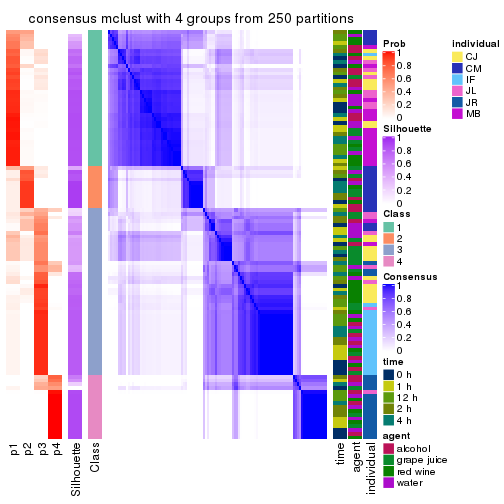 consensus mclust with 4 groups from 250 partitions
Prob
1
0.8
0.6
0.4
0.2
0
Individual
CJ
CM
IF
JL
JR
MB
Silhouette
1
0.8
0.6
0.4
0.2
0
Class
1
2
3
4
Consensus
1
0.8
0.6
0.4
0.2
0
time
0 h
1 h
12 h
2 h
4 h
agent
alcohol
grape juice
red wine
water
p1
p2
p3
p4
Silhouette
Class
time
agent
individual